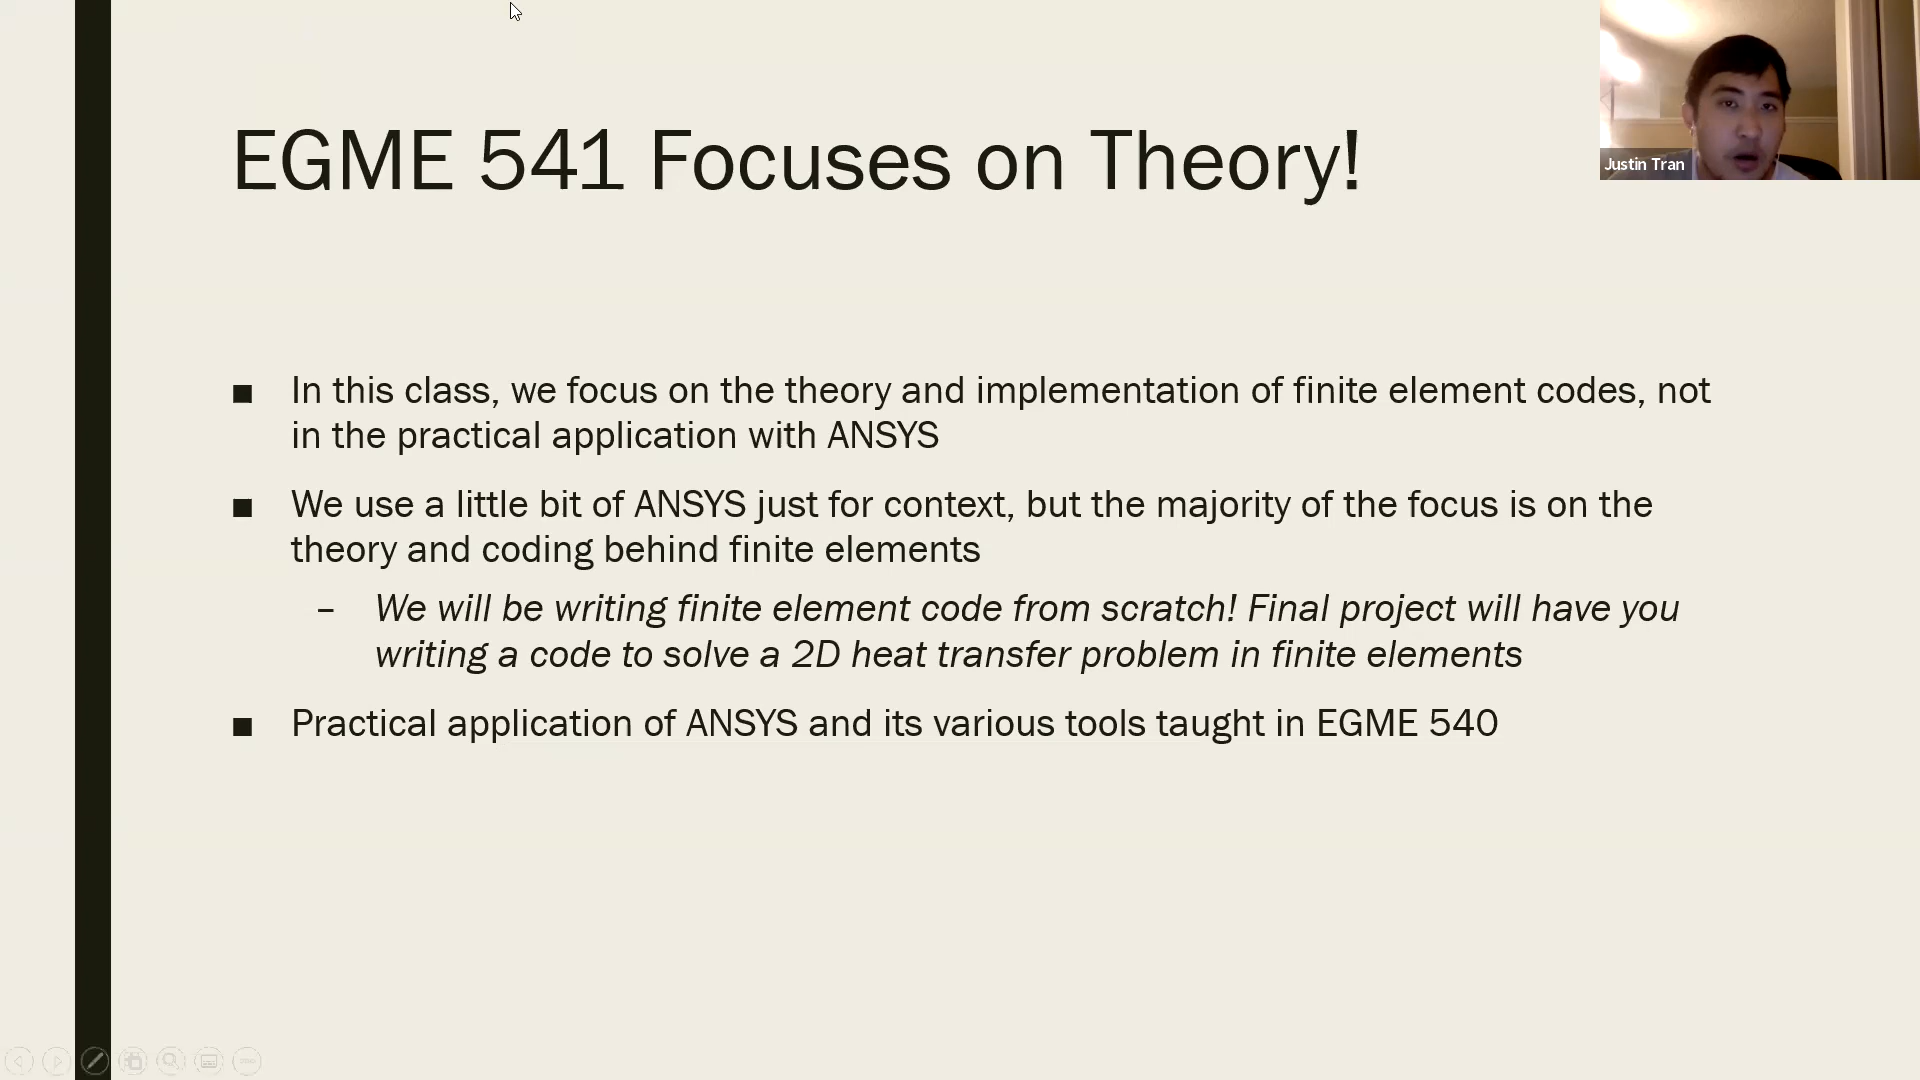 EGME 541 Focuses on Theory!
Justin Tran
■ In this class, we focus on the theory and implementation of finite element codes, not
in the practical application with ANSYS
■ We use a little bit of ANSYS just for context, but the majority of the focus is on the
theory and coding behind finite elements
– We will be writing finite element code from scratch! Final project will have you
writing a code to solve a 2D heat transfer problem in finite elements
■ Practical application of ANSYS and its various tools taught in EGME 540